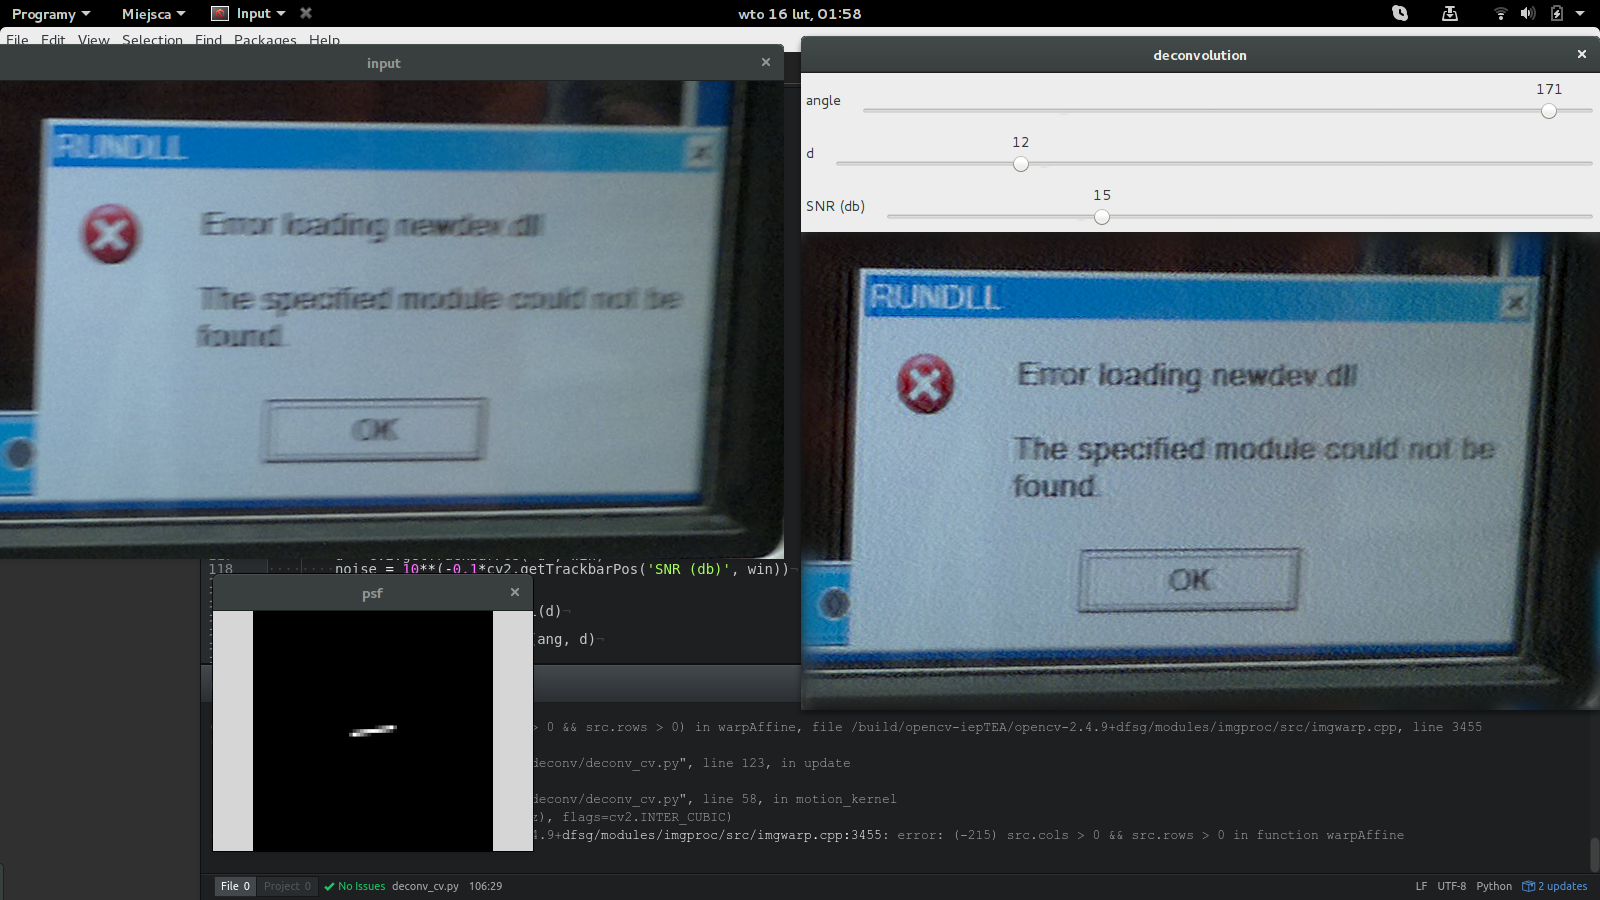 Programy Miejsca Input wto 16 lut, 01:58
File Edit View Selection Find Packages Help
input
RUNDLL
Error loading newdev.dll
The specified module could not be
found.
OK
deconvolution
angle 171
d 12
SNR (db) 15
RUNDLL
Error loading newdev.dll
The specified module could not be
found.
OK
118 noise = 10**(-0.1*cv2.getTrackbarPos('SNR (db)', win))
(d)
(ang, d)
psf
> 0 && src.rows > 0) in warpAffine, file /build/opencv-iepTEA/opencv-2.4.9+dfsg/modules/imgproc/src/imgwarp.cpp, line 3455
deconv/deconv_cv.py", line 123, in update
deconv/deconv_cv.py", line 58, in motion_kernel
), flags=cv2.INTER_CUBIC)
4.9+dfsg/modules/imgproc/src/imgwarp.cpp:3455: error: (-215) src.cols > 0 && src.rows > 0 in function warpAffine
File 0 Project 0 No Issues deconv_cv.py 106:29 LF UTF-8 Python 2 updates